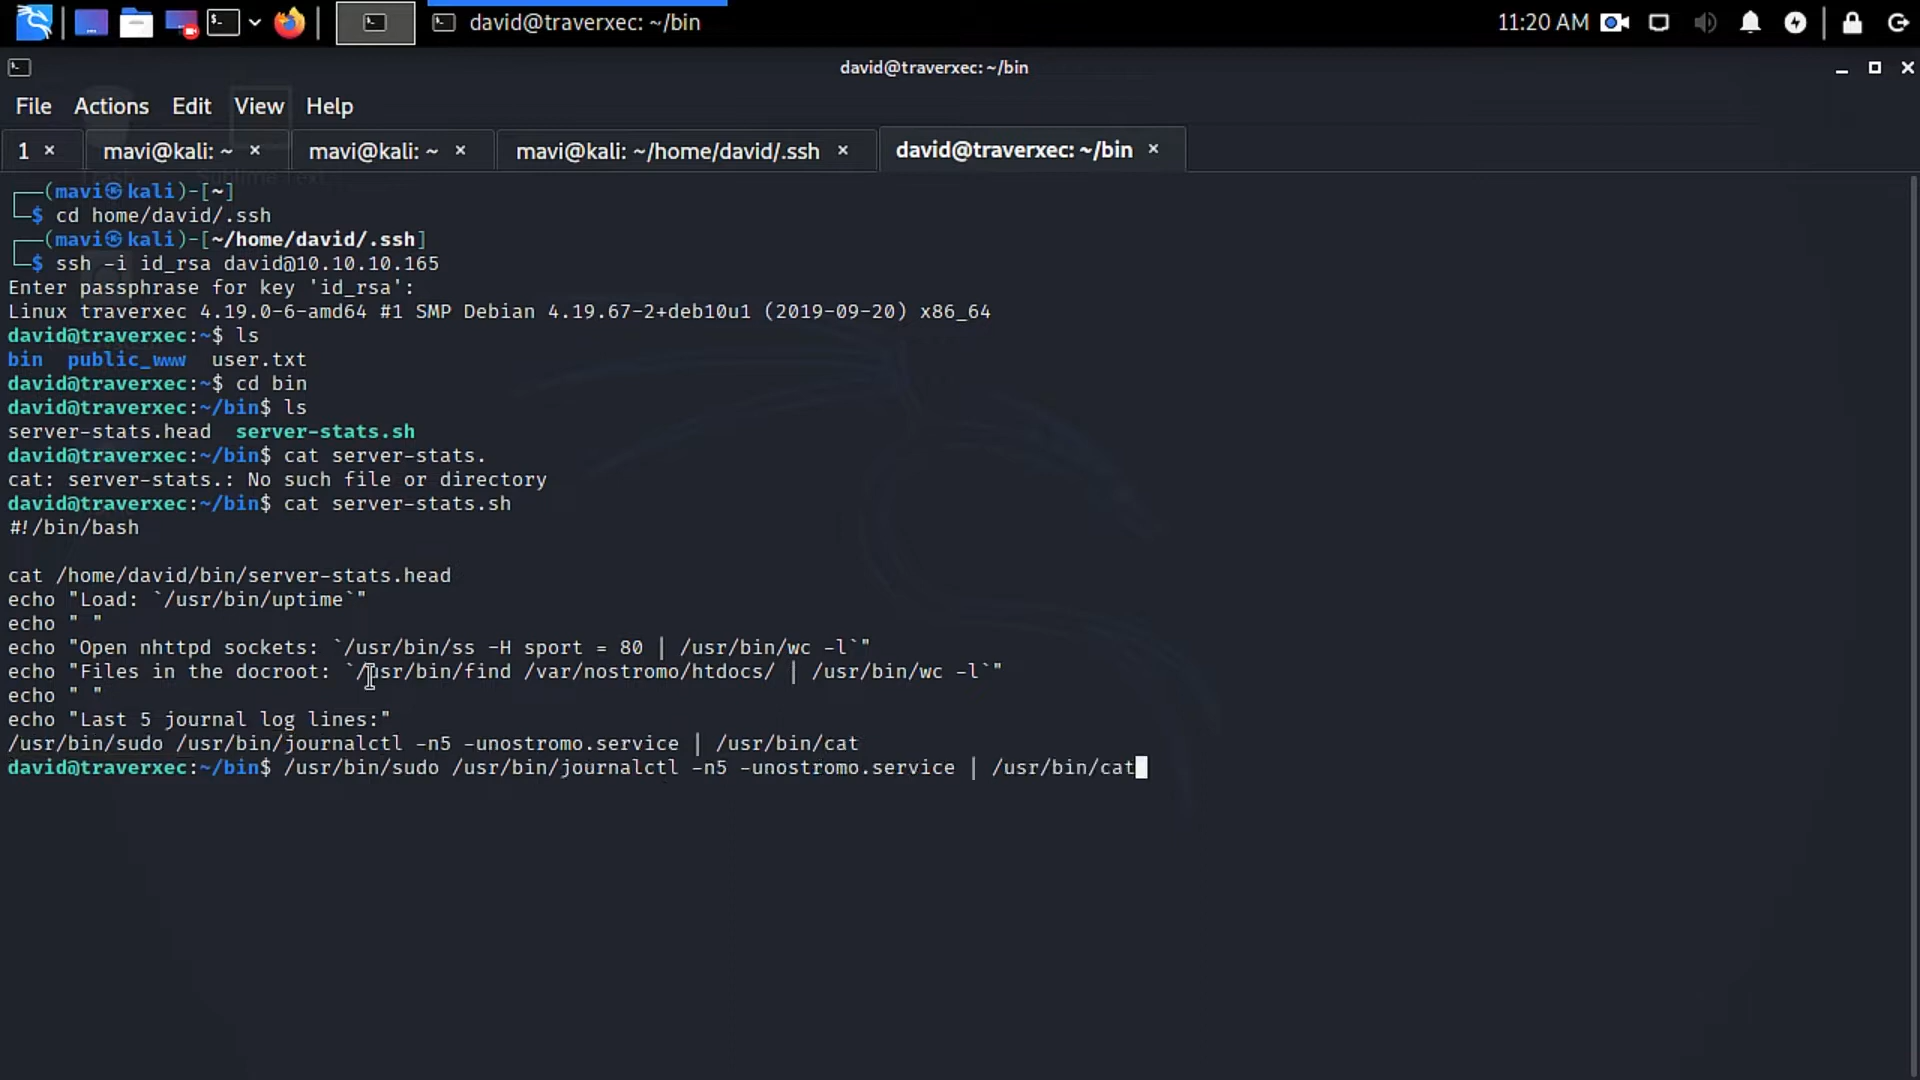 david@traverxec: ~/bin
11:20 AM
david@traverxec: ~/bin
File Actions Edit View Help
1 × mavi@kali: ~ × mavi@kali: ~ × mavi@kali: ~/home/david/.ssh × david@traverxec: ~/bin ×
┌──(mavi㉿kali)-[~]
└─$ cd home/david/.ssh
┌──(mavi㉿kali)-[~/home/david/.ssh]
└─$ ssh -i id_rsa david@10.10.10.165
Enter passphrase for key 'id_rsa':
Linux traverxec 4.19.0-6-amd64 #1 SMP Debian 4.19.67-2+deb10u1 (2019-09-20) x86_64
david@traverxec:~$ ls
bin  public_www  user.txt
david@traverxec:~$ cd bin
david@traverxec:~/bin$ ls
server-stats.head  server-stats.sh
david@traverxec:~/bin$ cat server-stats.
cat: server-stats.: No such file or directory
david@traverxec:~/bin$ cat server-stats.sh
#!/bin/bash
cat /home/david/bin/server-stats.head
echo "Load: `/usr/bin/uptime`"
echo " "
echo "Open nhttpd sockets: `/usr/bin/ss -H sport = 80 | /usr/bin/wc -l`"
echo "Files in the docroot: `/usr/bin/find /var/nostromo/htdocs/ | /usr/bin/wc -l`"
echo " "
echo "Last 5 journal log lines:"
/usr/bin/sudo /usr/bin/journalctl -n5 -unostromo.service | /usr/bin/cat
david@traverxec:~/bin$ /usr/bin/sudo /usr/bin/journalctl -n5 -unostromo.service | /usr/bin/cat